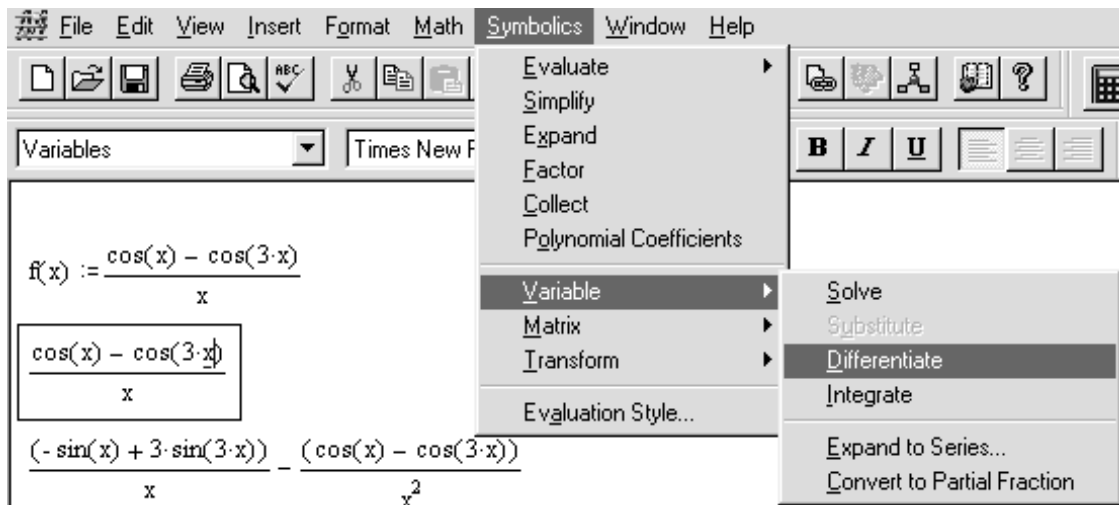 File Edit View Insert Format Math Symbolics Window Help
ABC
Variables
Times New
B I U
Evaluate
Simplify
Expand
Factor
Collect
Polynomial Coefficients
Variable
Matrix
Transform
Evaluation Style...
Solve
Substitute
Differentiate
Integrate
Expand to Series...
Convert to Partial Fraction
f(x) := cos(x) − cos(3·x)
x
cos(x) − cos(3·x)
x
(- sin(x) + 3·sin(3·x)) − (cos(x) − cos(3·x))
x x²